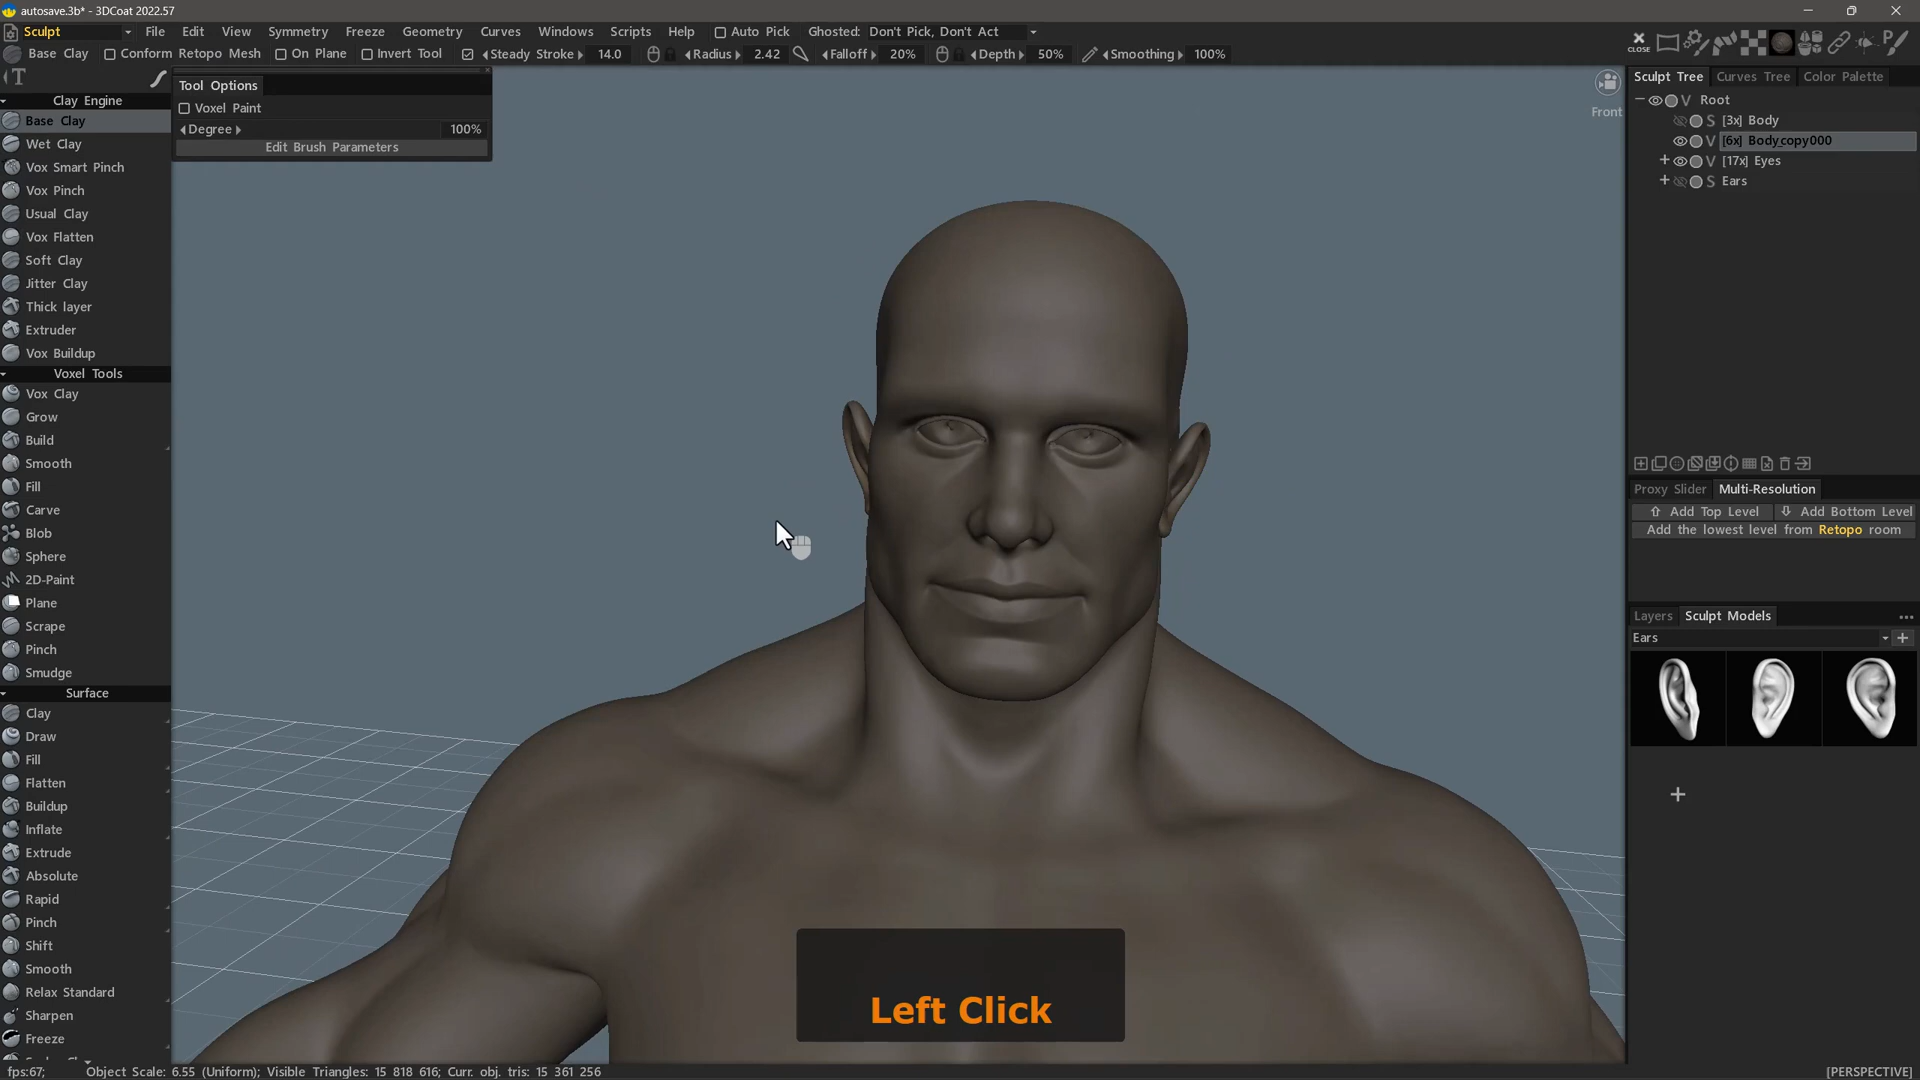 autosave.3b* - 3DCoat 2022.57
Sculpt File Edit View Symmetry Freeze Geometry Curves Windows Scripts Help Auto Pick Ghosted: Don't Pick, Don't Act
Base Clay Conform Retopo Mesh On Plane Invert Tool Steady Stroke 14.0 Radius 2.42 Falloff 20% Depth 50% Smoothing 100%
CLOSE
T
Clay Engine
Base Clay
Wet Clay
Vox Smart Pinch
Vox Pinch
Usual Clay
Vox Flatten
Soft Clay
Jitter Clay
Thick layer
Extruder
Vox Buildup
Voxel Tools
Vox Clay
Grow
Build
Smooth
Fill
Carve
Blob
Sphere
2D-Paint
Plane
Scrape
Pinch
Smudge
Surface
Clay
Draw
Fill
Flatten
Buildup
Inflate
Extrude
Absolute
Rapid
Pinch
Shift
Smooth
Relax Standard
Sharpen
Freeze
Tool Options
Voxel Paint
Degree 100%
Edit Brush Parameters
Front
Left Click
Sculpt Tree Curves Tree Color Palette
V Root
S [3x] Body
V [6x] Body_copy000
V [17x] Eyes
S Ears
Proxy Slider Multi-Resolution
Add Top Level Add Bottom Level
Add the lowest level from Retopo room
Layers Sculpt Models
Ears
fps:67; Object Scale: 6.55 (Uniform); Visible Triangles: 15 818 616; Curr. obj. tris: 15 361 256
[PERSPECTIVE]